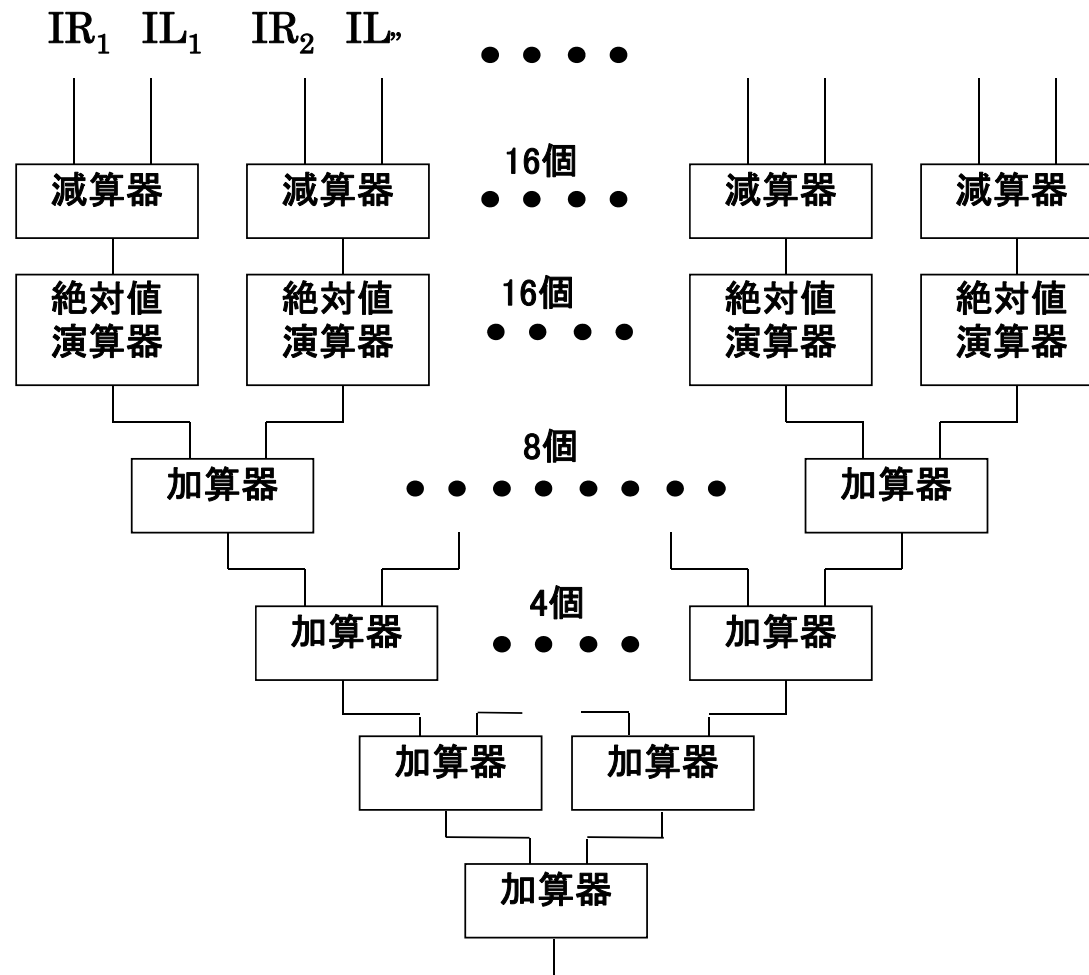 IR₁ IL₁ IR₂ IL„
16個
減算器 減算器 減算器 減算器
16個
絶対値 絶対値 絶対値 絶対値
演算器 演算器 演算器 演算器
8個
加算器 加算器
4個
加算器 加算器
加算器 加算器
加算器